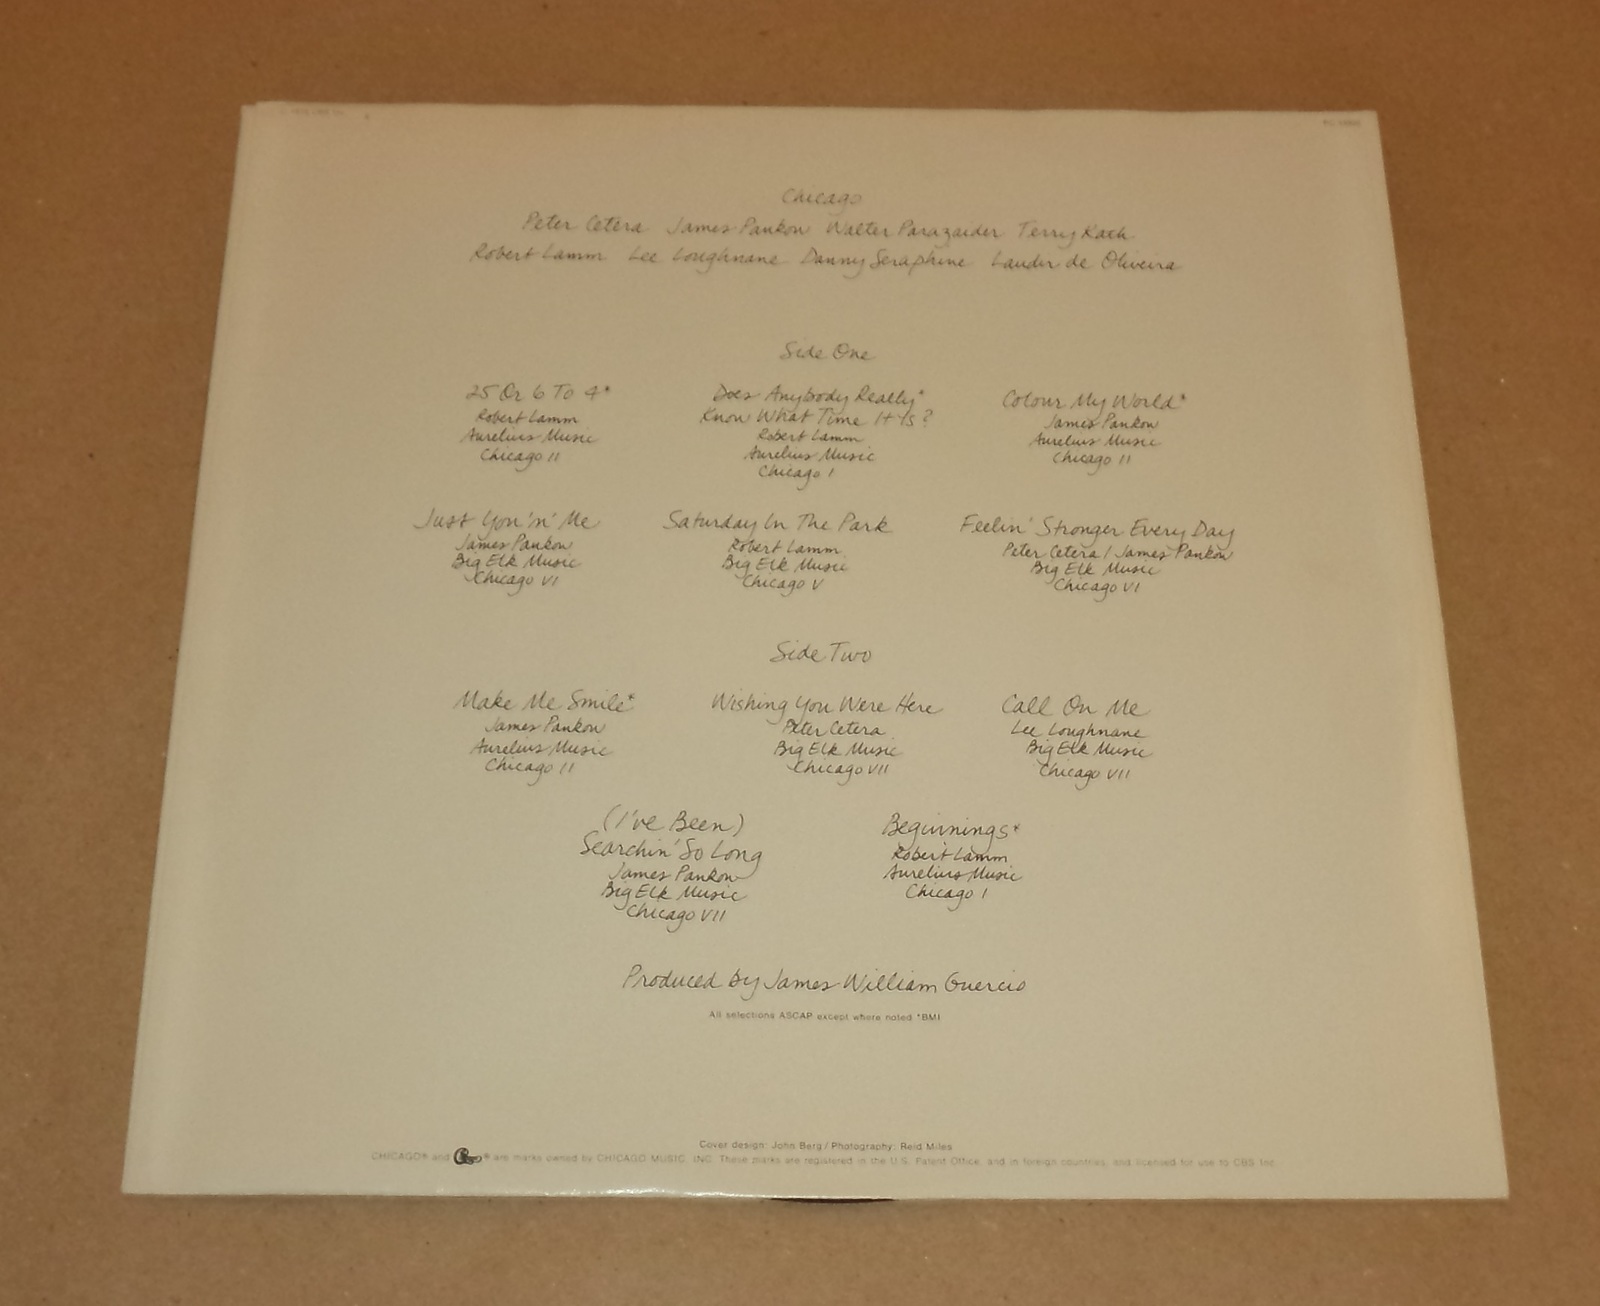 Chicago
Peter Cetera James Pankow Walter Parazaider Terry Kath
Robert Lamm Lee Loughnane Danny Seraphine Laudir de Oliveira
Side One
25 Or 6 To 4*
Robert Lamm
Aurelius Music
Chicago II
Does Anybody Really*
Know What Time It Is?
Robert Lamm
Aurelius Music
Chicago I
Colour My World*
James Pankow
Aurelius Music
Chicago II
Just You 'n' Me
James Pankow
Big Elk Music
Chicago VI
Saturday In The Park
Robert Lamm
Big Elk Music
Chicago V
Feelin' Stronger Every Day
Peter Cetera / James Pankow
Big Elk Music
Chicago VI
Side Two
Make Me Smile*
James Pankow
Aurelius Music
Chicago II
Wishing You Were Here
Peter Cetera
Big Elk Music
Chicago VII
Call On Me
Lee Loughnane
Big Elk Music
Chicago VII
(I've Been)
Searchin' So Long
James Pankow
Big Elk Music
Chicago VII
Beginnings*
Robert Lamm
Aurelius Music
Chicago I
Produced by James William Guercio
All selections ASCAP except where noted *BMI
Cover design: John Berg / Photography: Reid Miles
CHICAGO® and ® are marks owned by CHICAGO MUSIC, INC. These marks are registered in the U.S. Patent Office, and in foreign countries, and licensed for use to CBS Inc.